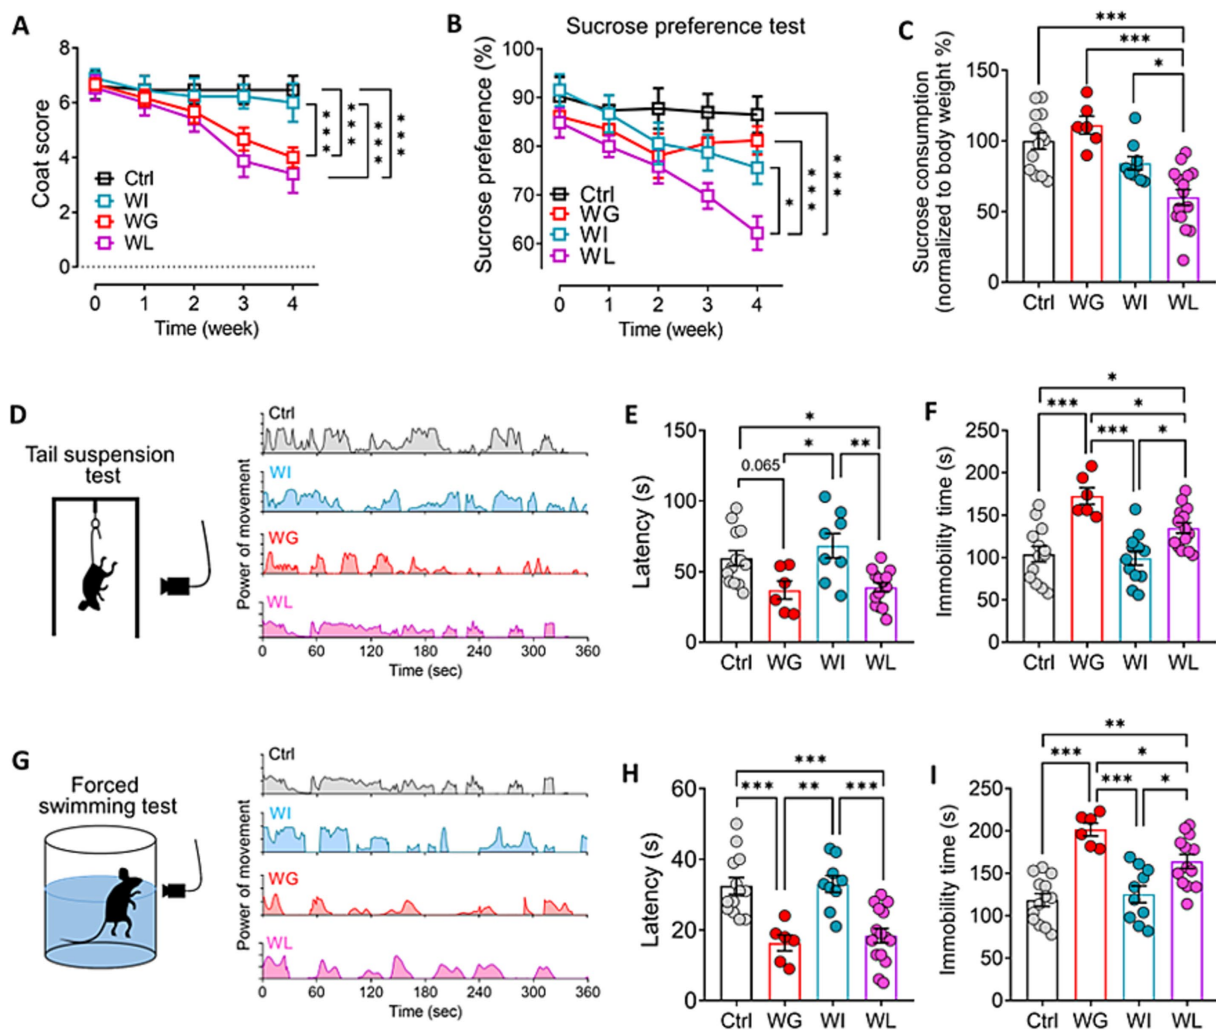 A
Coat score
8
6
4
2
0
Ctrl
WI
WG
WL
***
***
***
***
0 1 2 3 4
Time (week)
B
Sucrose preference test
Sucrose preference (%)
100
90
80
70
60
Ctrl
WG
WI
WL
*
***
***
0 1 2 3 4
Time (week)
C
Sucrose consumption
(normalized to body weight %)
150
100
50
0
***
***
*
Ctrl WG WI WL
D
Tail suspension
test
Power of movement
Ctrl
WI
WG
WL
0 60 120 180 240 300 360
Time (sec)
E
Latency (s)
150
100
50
0
*
* **
0.065
Ctrl WG WI WL
F
Immobility time (s)
250
200
150
100
50
0
*
*** *
*** *
Ctrl WG WI WL
G
Forced
swimming test
Power of movement
Ctrl
WI
WG
WL
0 60 120 180 240 300 360
Time (sec)
H
Latency (s)
60
40
20
0
***
*** ** ***
Ctrl WG WI WL
I
Immobility time (s)
250
200
150
100
50
0
**
*** *
*** *
Ctrl WG WI WL